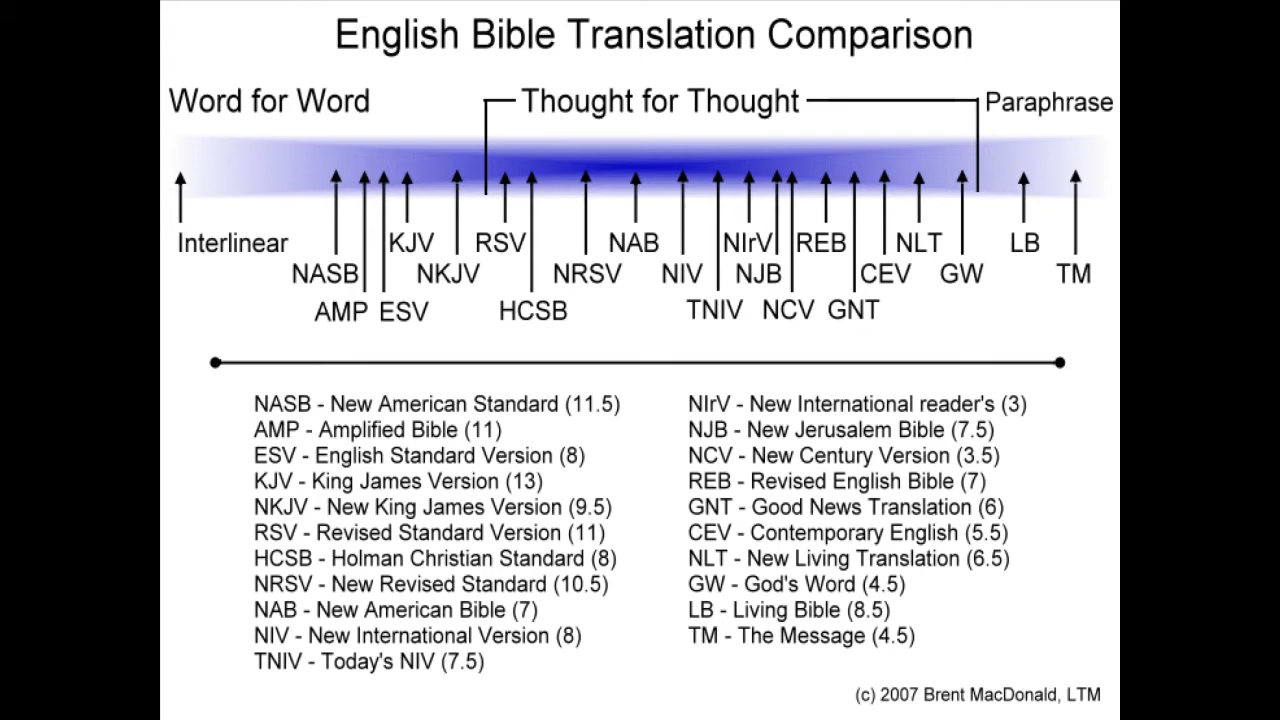 English Bible Translation Comparison
Word for Word Thought for Thought Paraphrase
Interlinear KJV RSV NAB NIrV REB NLT LB
NASB NKJV NRSV NIV NJB CEV GW TM
AMP ESV HCSB TNIV NCV GNT
NASB - New American Standard (11.5)
AMP - Amplified Bible (11)
ESV - English Standard Version (8)
KJV - King James Version (13)
NKJV - New King James Version (9.5)
RSV - Revised Standard Version (11)
HCSB - Holman Christian Standard (8)
NRSV - New Revised Standard (10.5)
NAB - New American Bible (7)
NIV - New International Version (8)
TNIV - Today's NIV (7.5)
NIrV - New International reader's (3)
NJB - New Jerusalem Bible (7.5)
NCV - New Century Version (3.5)
REB - Revised English Bible (7)
GNT - Good News Translation (6)
CEV - Contemporary English (5.5)
NLT - New Living Translation (6.5)
GW - God's Word (4.5)
LB - Living Bible (8.5)
TM - The Message (4.5)
(c) 2007 Brent MacDonald, LTM